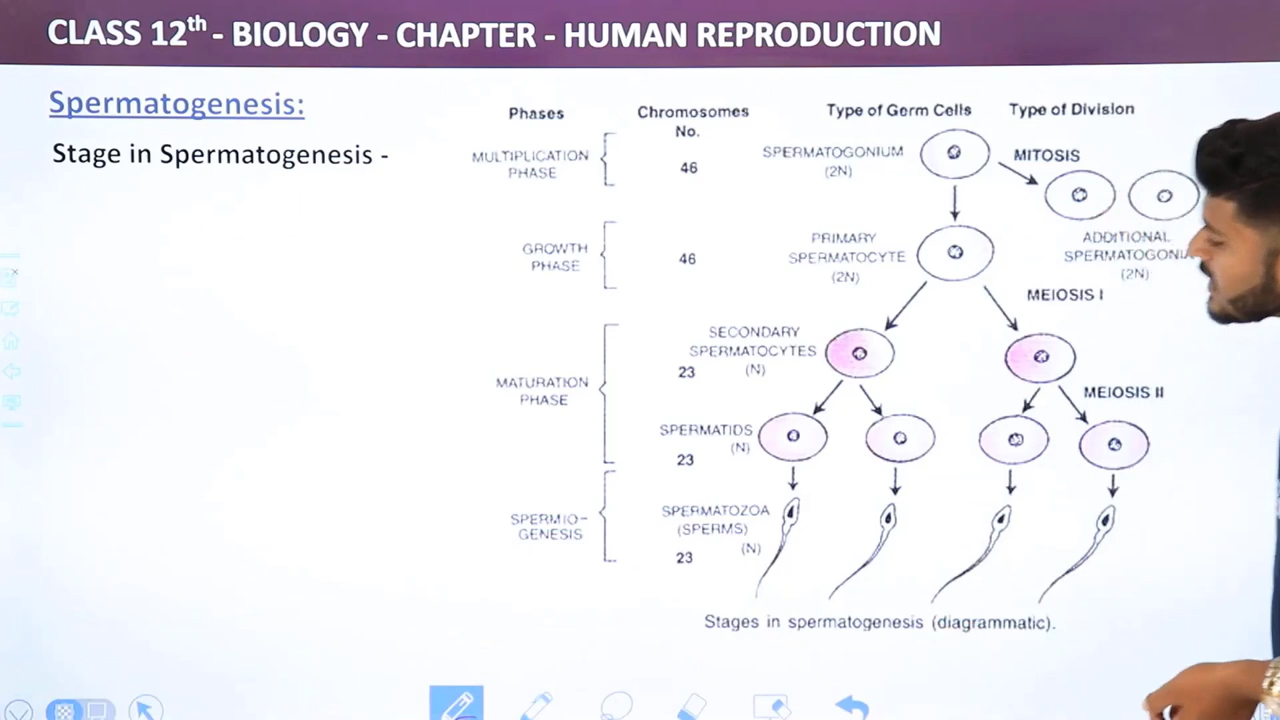 CLASS 12th - BIOLOGY - CHAPTER - HUMAN REPRODUCTION
Spermatogenesis:
Stage in Spermatogenesis -
Phases
Chromosomes
No.
Type of Germ Cells
Type of Division
MULTIPLICATION
PHASE
46
SPERMATOGONIUM
(2N)
MITOSIS
GROWTH
PHASE
46
PRIMARY
SPERMATOCYTE
(2N)
ADDITIONAL
SPERMATOGONIA
(2N)
MEIOSIS I
MATURATION
PHASE
SECONDARY
SPERMATOCYTES
(N)
23
MEIOSIS II
SPERMATIDS
(N)
23
SPERMIO-
GENESIS
SPERMATOZOA
(SPERMS)
(N)
23
Stages in spermatogenesis (diagrammatic).